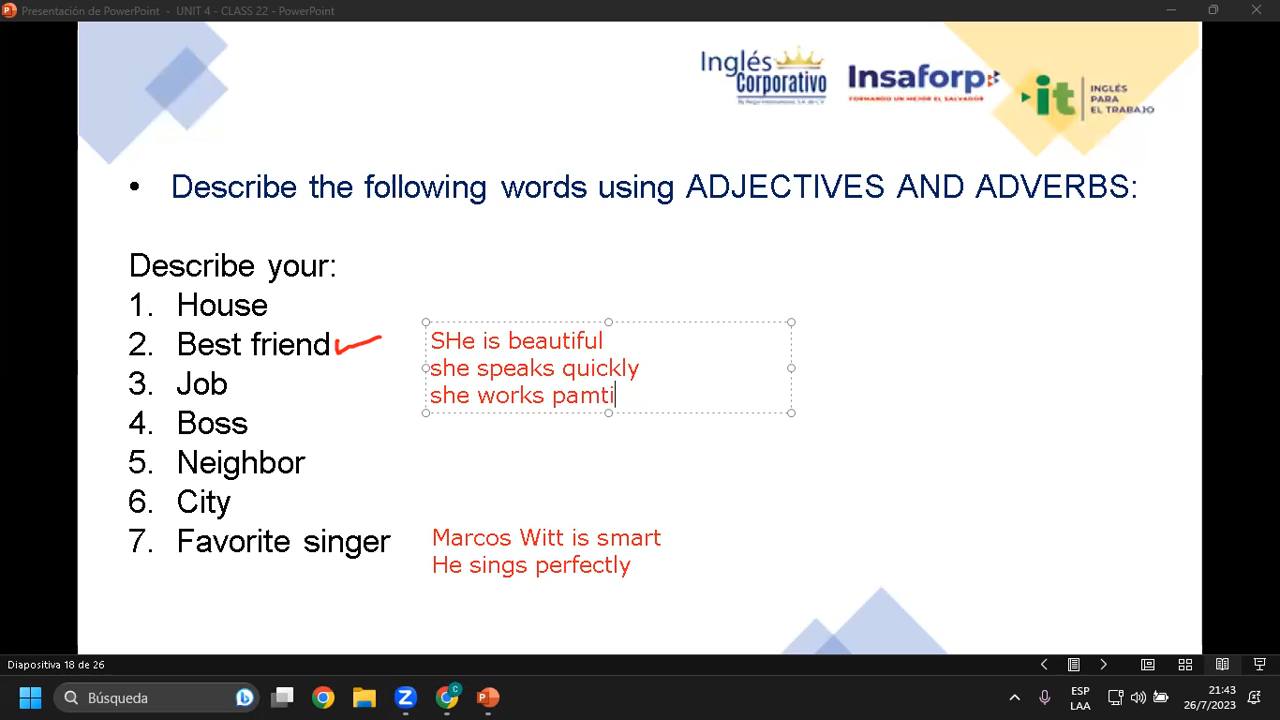 Presentación de PowerPoint - UNIT 4 - CLASS 22 - PowerPoint
Inglés
Corporativo
Insaforp
FORMANDO UN MEJOR EL SALVADOR
it
INGLÉS
PARA
EL TRABAJO
• Describe the following words using ADJECTIVES AND ADVERBS:
Describe your:
1. House
2. Best friend
SHe is beautiful
she speaks quickly
she works pamti
3. Job
4. Boss
5. Neighbor
6. City
7. Favorite singer
Marcos Witt is smart
He sings perfectly
Diapositiva 18 de 26
Búsqueda
ESP
LAA
21:43
26/7/2023